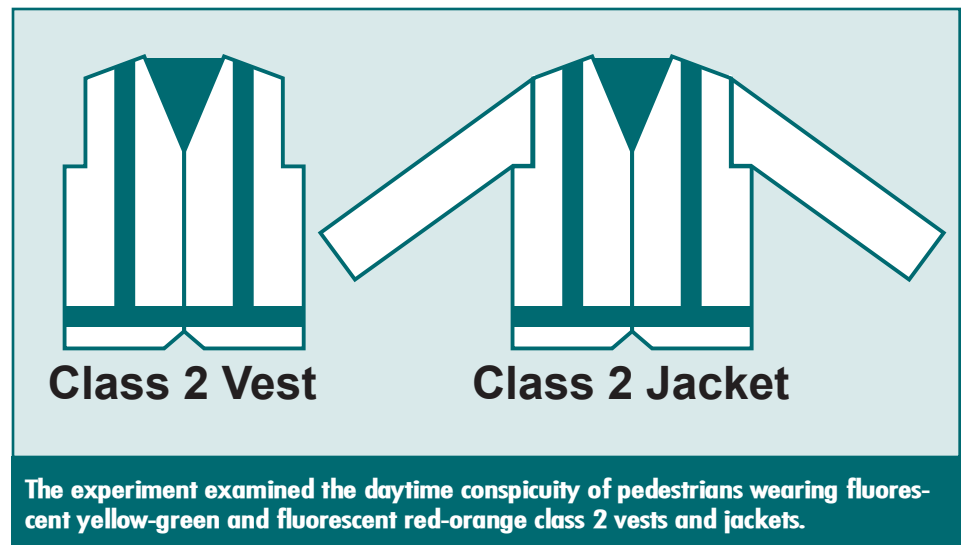 Class 2 Vest
Class 2 Jacket
The experiment examined the daytime conspicuity of pedestrians wearing fluores-
cent yellow-green and fluorescent red-orange class 2 vests and jackets.